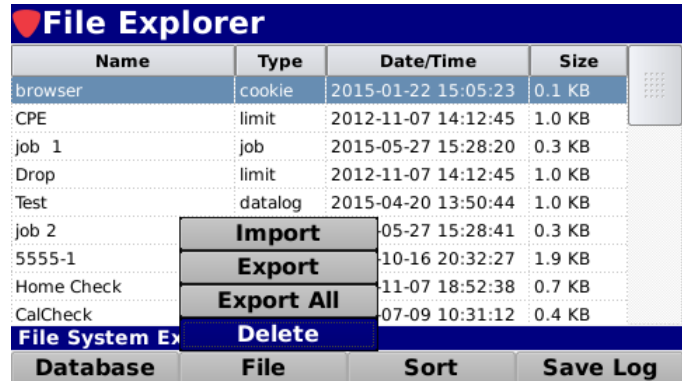 File Explorer
Name Type Date/Time Size
browser cookie 2015-01-22 15:05:23 0.1 KB
CPE limit 2012-11-07 14:12:45 1.0 KB
job 1 job 2015-05-27 15:28:20 0.3 KB
Drop limit 2012-11-07 14:12:45 1.0 KB
Test datalog 2015-04-20 13:50:44 1.0 KB
job 2 Import -05-27 15:28:41 0.3 KB
5555-1 Export -10-16 20:32:27 1.9 KB
Home Check Export All -11-07 18:52:38 0.7 KB
CalCheck -07-09 10:31:12 0.4 KB
File System Ex Delete
Database File Sort Save Log